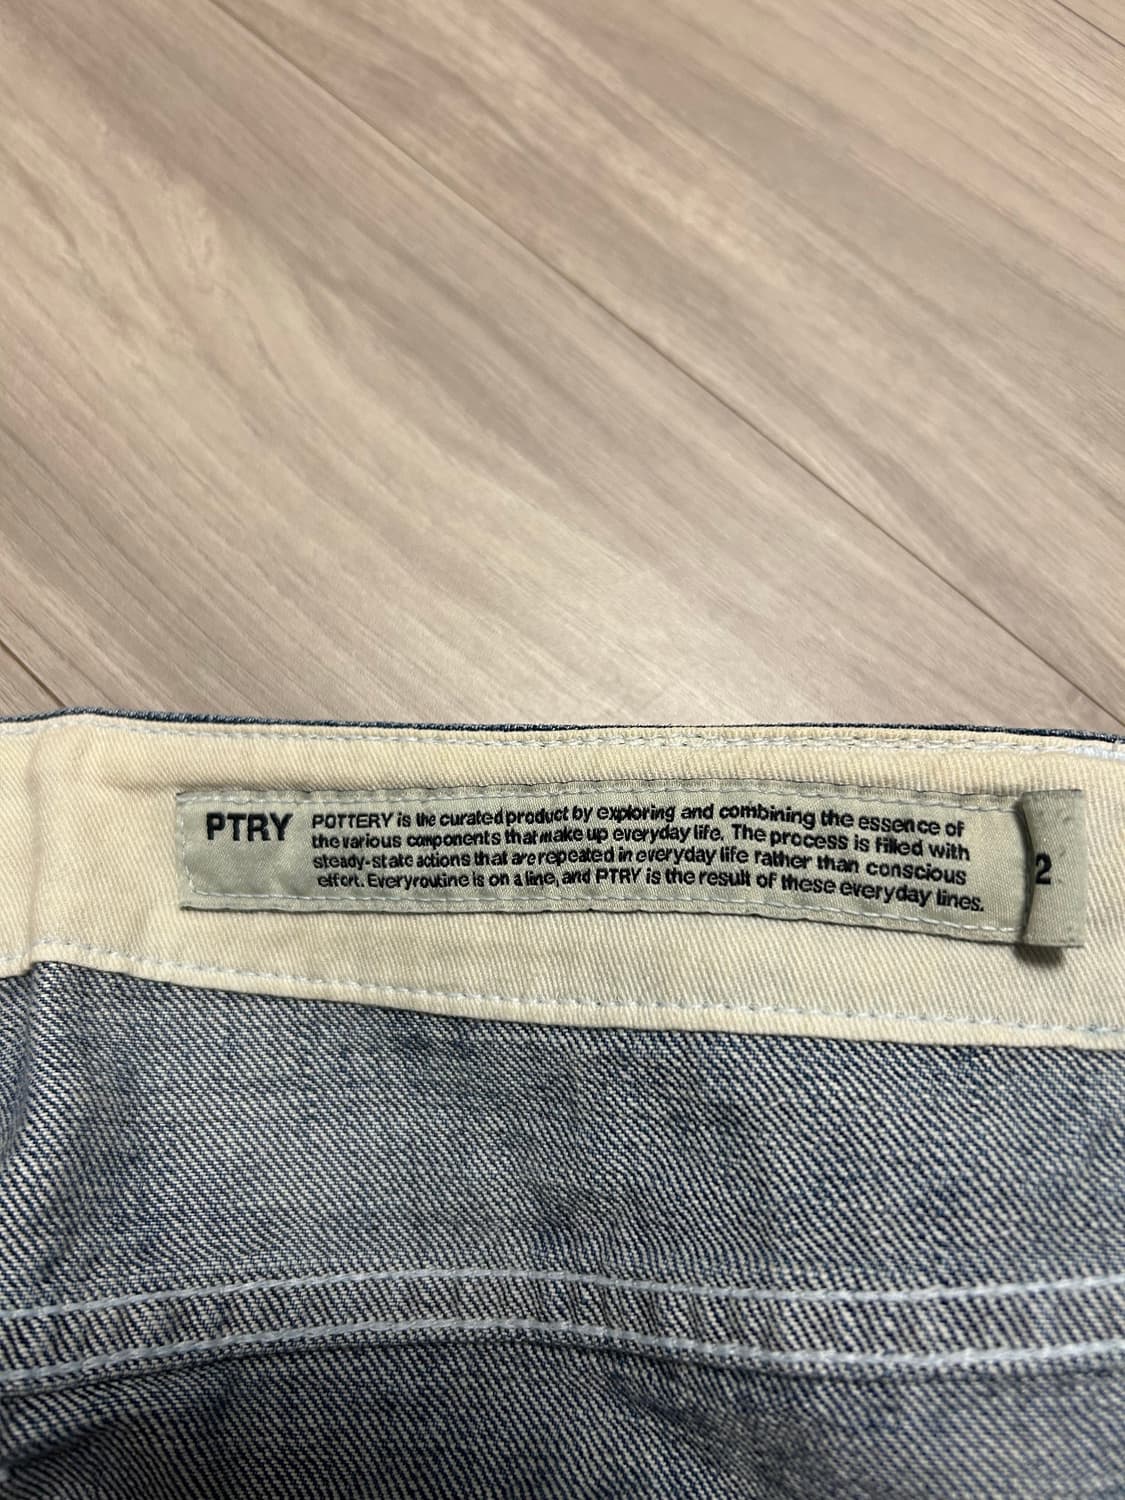 PTRY
POTTERY is the curated product by exploring and combining the essence of
the various components that make up everyday life. The process is filled with
steady-state actions that are repeated in everyday life rather than conscious
effort. Everyroutine is on a line, and PTRY is the result of these everyday lines.
2